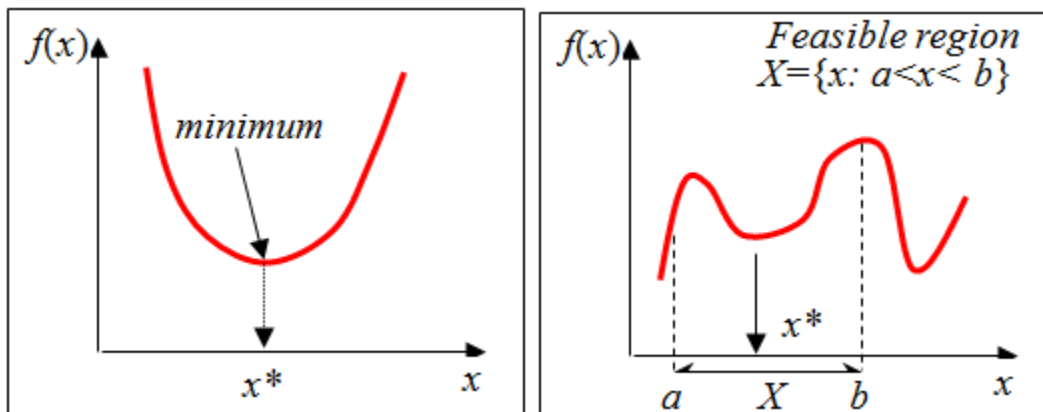 f(x)
minimum
x*
x
Feasible region
f(x)
X={x: a<x< b}
x*
a
X
b
x